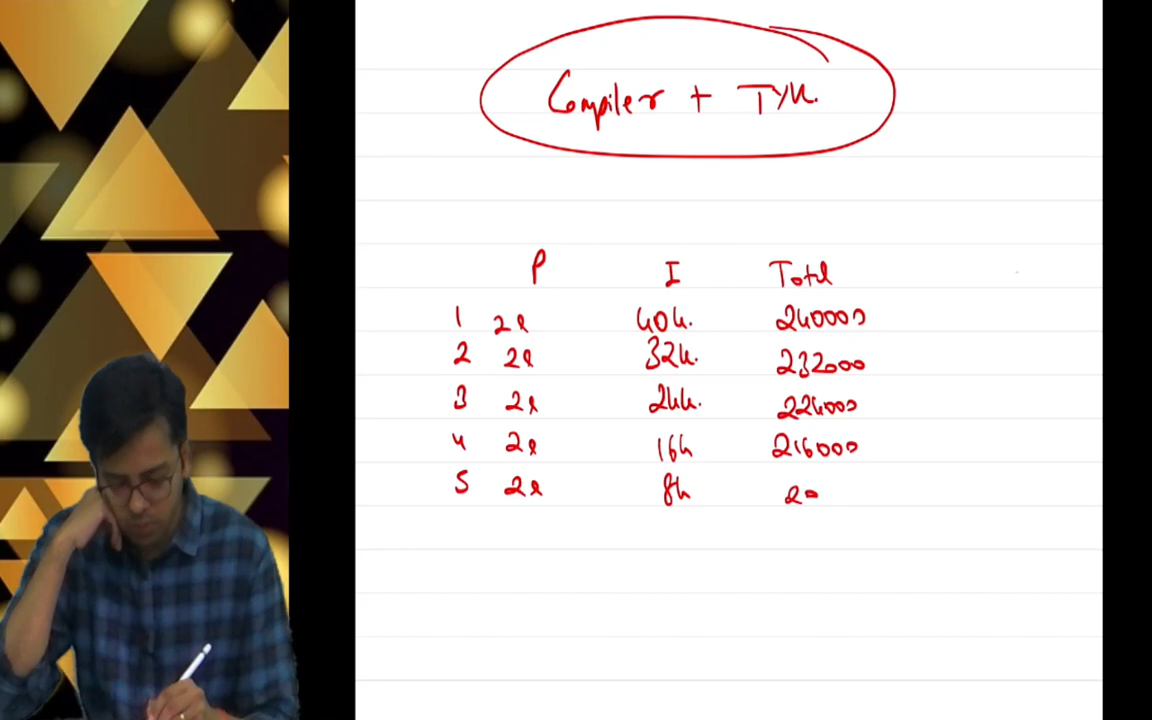 Compiler + TYK.
P I Total
1 2l 40k. 240000
2 2l 32k. 232000
3 2l 24k. 224000
4 2l 16k 216000
5 2l 8k 20